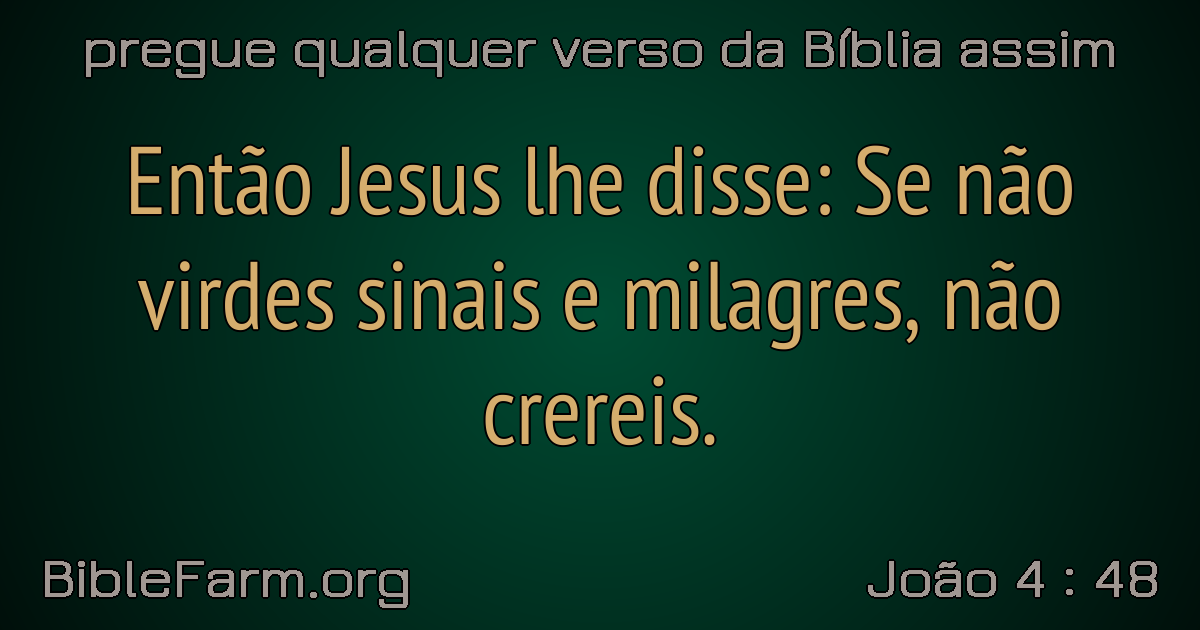 pregue qualquer verso da Bíblia assim
Então Jesus lhe disse: Se não
virdes sinais e milagres, não
crereis.
BibleFarm.org
João 4 : 48